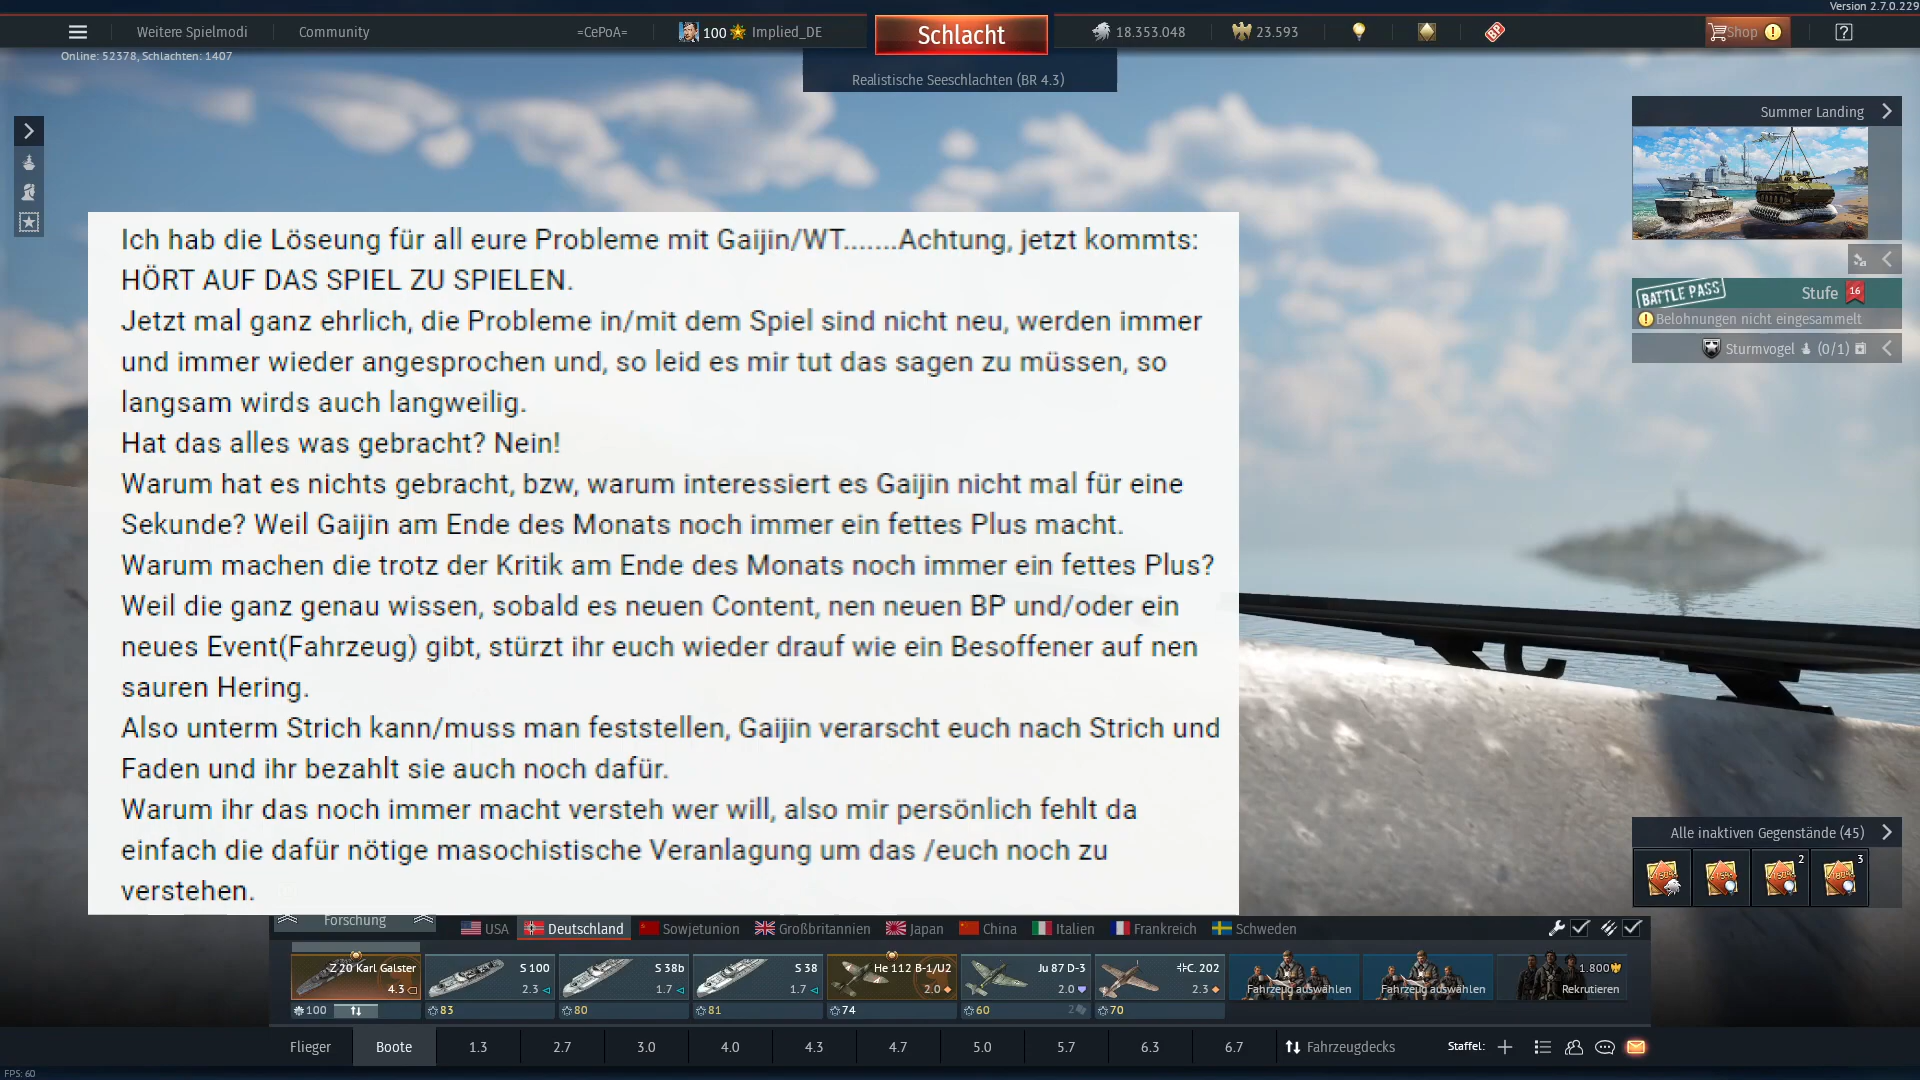 Version 2.7.0.229
Weitere Spielmodi
Community
=CePoA=
100
Implied_DE
Schlacht
18.353.048
23.593
Shop
Online: 52378, Schlachten: 1407
Realistische Seeschlachten (BR 4.3)
Summer Landing
BATTLE PASS
Stufe 16
Belohnungen nicht eingesammelt
Sturmvogel (0/1)
Ich hab die Löseung für all eure Probleme mit Gaijin/WT.......Achtung, jetzt kommts:
HÖRT AUF DAS SPIEL ZU SPIELEN.
Jetzt mal ganz ehrlich, die Probleme in/mit dem Spiel sind nicht neu, werden immer
und immer wieder angesprochen und, so leid es mir tut das sagen zu müssen, so
langsam wirds auch langweilig.
Hat das alles was gebracht? Nein!
Warum hat es nichts gebracht, bzw, warum interessiert es Gaijin nicht mal für eine
Sekunde? Weil Gaijin am Ende des Monats noch immer ein fettes Plus macht.
Warum machen die trotz der Kritik am Ende des Monats noch immer ein fettes Plus?
Weil die ganz genau wissen, sobald es neuen Content, nen neuen BP und/oder ein
neues Event(Fahrzeug) gibt, stürzt ihr euch wieder drauf wie ein Besoffener auf nen
sauren Hering.
Also unterm Strich kann/muss man feststellen, Gaijin verarscht euch nach Strich und
Faden und ihr bezahlt sie auch noch dafür.
Warum ihr das noch immer macht versteh wer will, also mir persönlich fehlt da
einfach die dafür nötige masochistische Veranlagung um das /euch noch zu
verstehen.
Alle inaktiven Gegenstände (45)
2
3
Forschung
USA
Deutschland
Sowjetunion
Großbritannien
Japan
China
Italien
Frankreich
Schweden
Z 20 Karl Galster
4.3
100
S 100
2.3
83
S 38b
1.7
80
S 38
1.7
81
He 112 B-1/U2
2.0
74
Ju 87 D-3
2.0
60
2
C. 202
2.3
70
Fahrzeug auswählen
Fahrzeug auswählen
1.800
Rekrutieren
Flieger
Boote
1.3
2.7
3.0
4.0
4.3
4.7
5.0
5.7
6.3
6.7
Fahrzeugdecks
Staffel:
FPS: 60